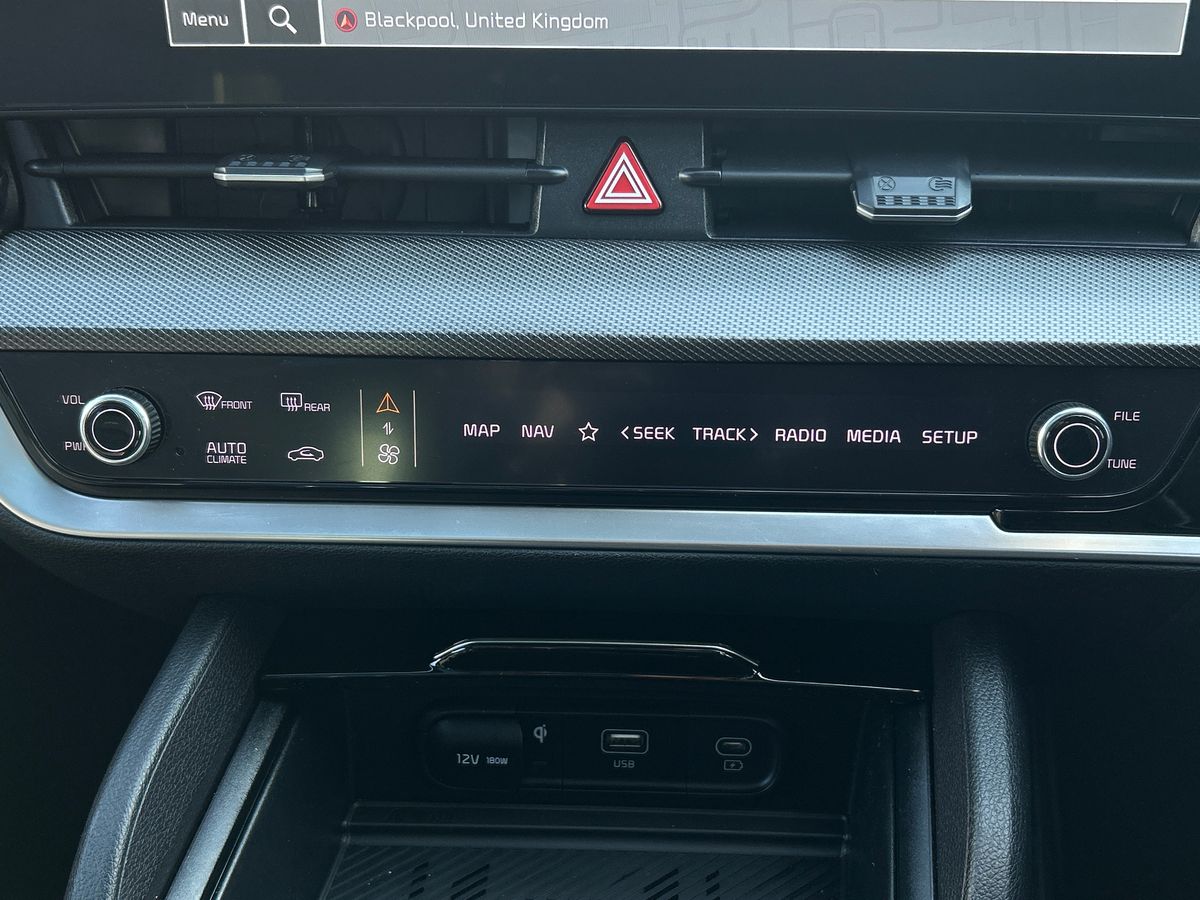 Menu
Blackpool, United Kingdom
VOL
PWR
FRONT
REAR
AUTO
CLIMATE
MAP
NAV
SEEK
TRACK
RADIO
MEDIA
SETUP
FILE
TUNE
12V 180W
USB